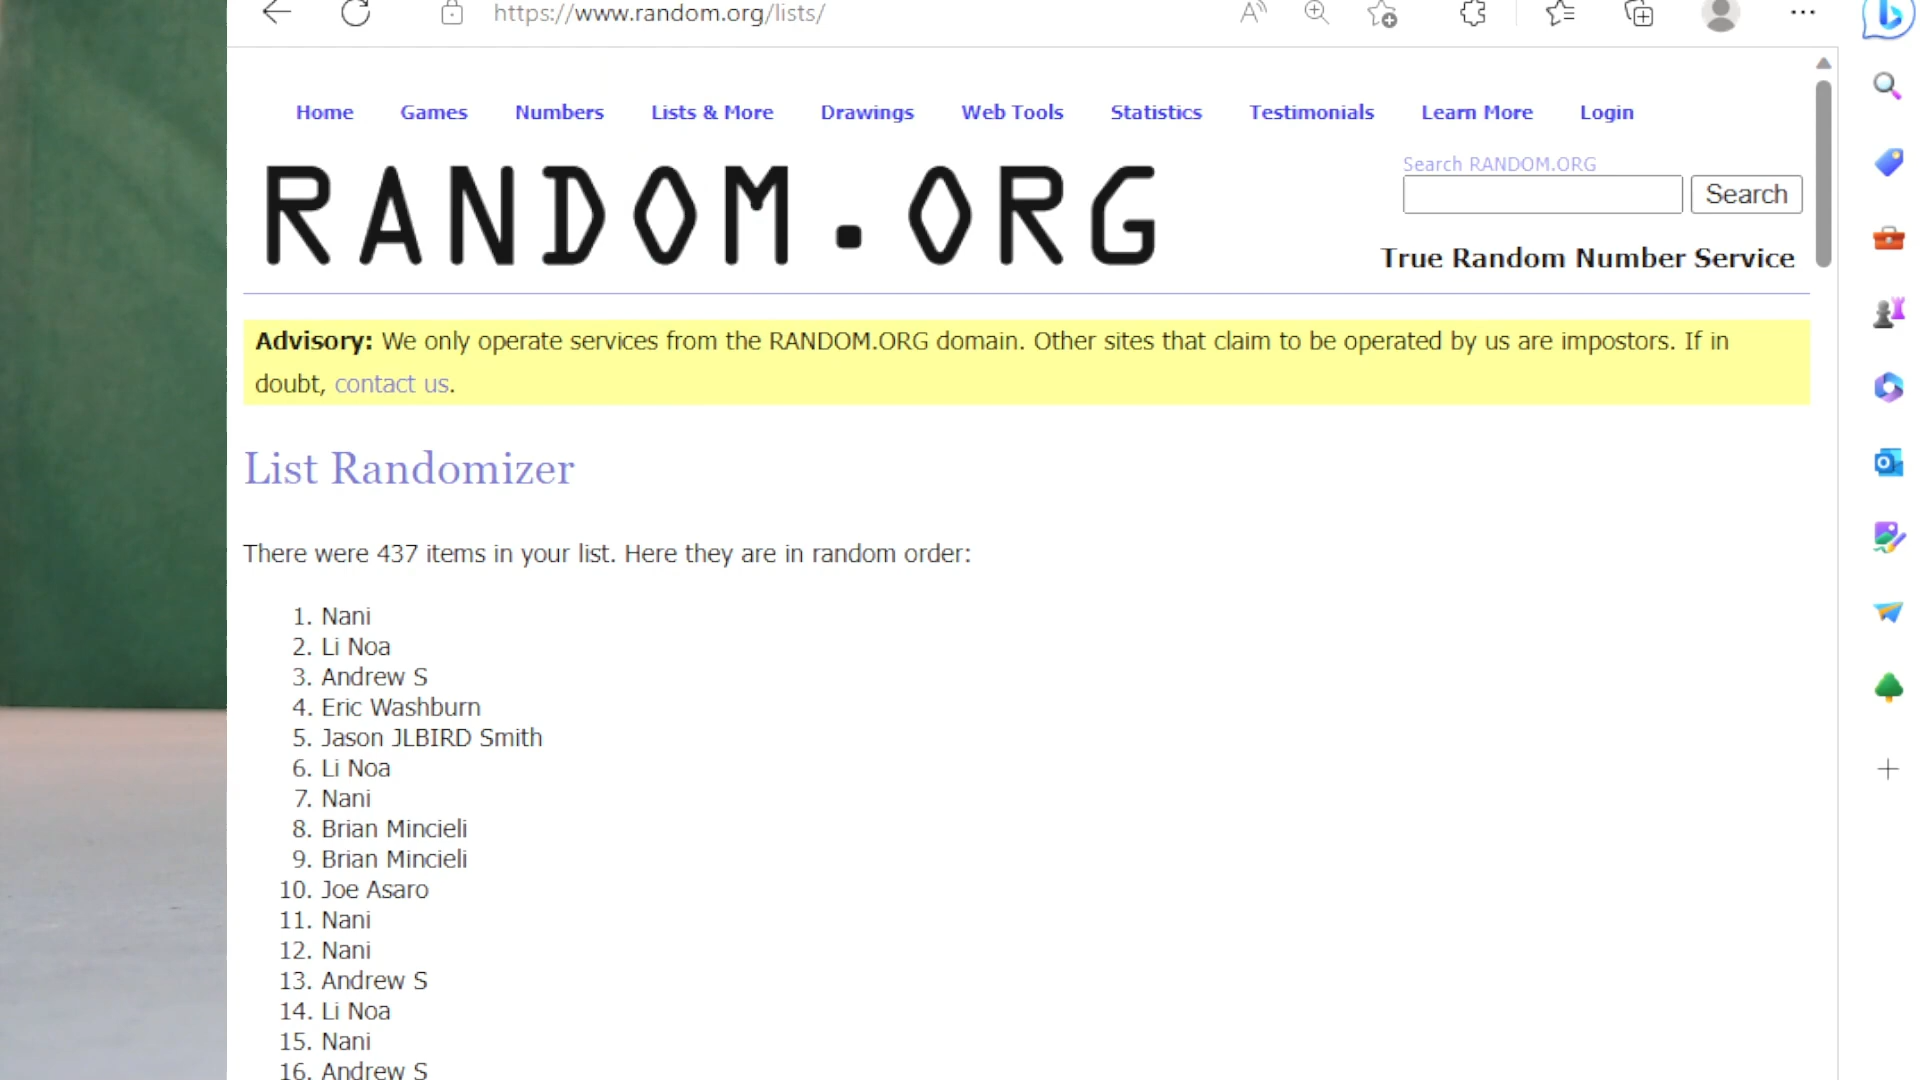 https://www.random.org/lists/
Home Games Numbers Lists & More Drawings Web Tools Statistics Testimonials Learn More Login
RANDOM.ORG
Search RANDOM.ORG
Search
True Random Number Service
Advisory: We only operate services from the RANDOM.ORG domain. Other sites that claim to be operated by us are impostors. If in
doubt, contact us.
List Randomizer
There were 437 items in your list. Here they are in random order:
1. Nani
2. Li Noa
3. Andrew S
4. Eric Washburn
5. Jason JLBIRD Smith
6. Li Noa
7. Nani
8. Brian Mincieli
9. Brian Mincieli
10. Joe Asaro
11. Nani
12. Nani
13. Andrew S
14. Li Noa
15. Nani
16. Andrew S